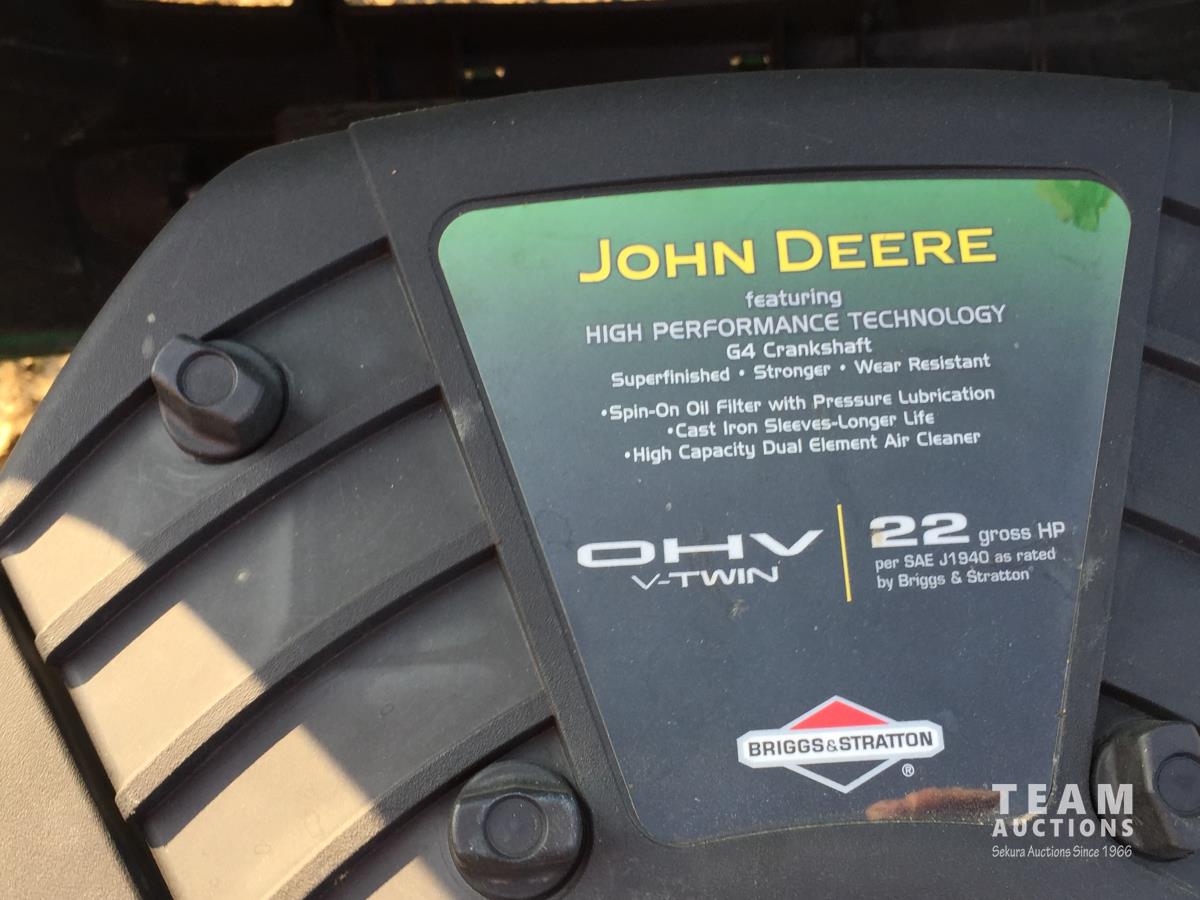 JOHN DEERE
featuring
HIGH PERFORMANCE TECHNOLOGY
G4 Crankshaft
Superfinished • Stronger • Wear Resistant
•Spin-On Oil Filter with Pressure Lubrication
•Cast Iron Sleeves-Longer Life
•High Capacity Dual Element Air Cleaner
OHV
V-TWIN
22 gross HP
per SAE J1940 as rated
by Briggs & Stratton
BRIGGS&STRATTON
®
TEAM
AUCTIONS
Sekura Auctions Since 1966